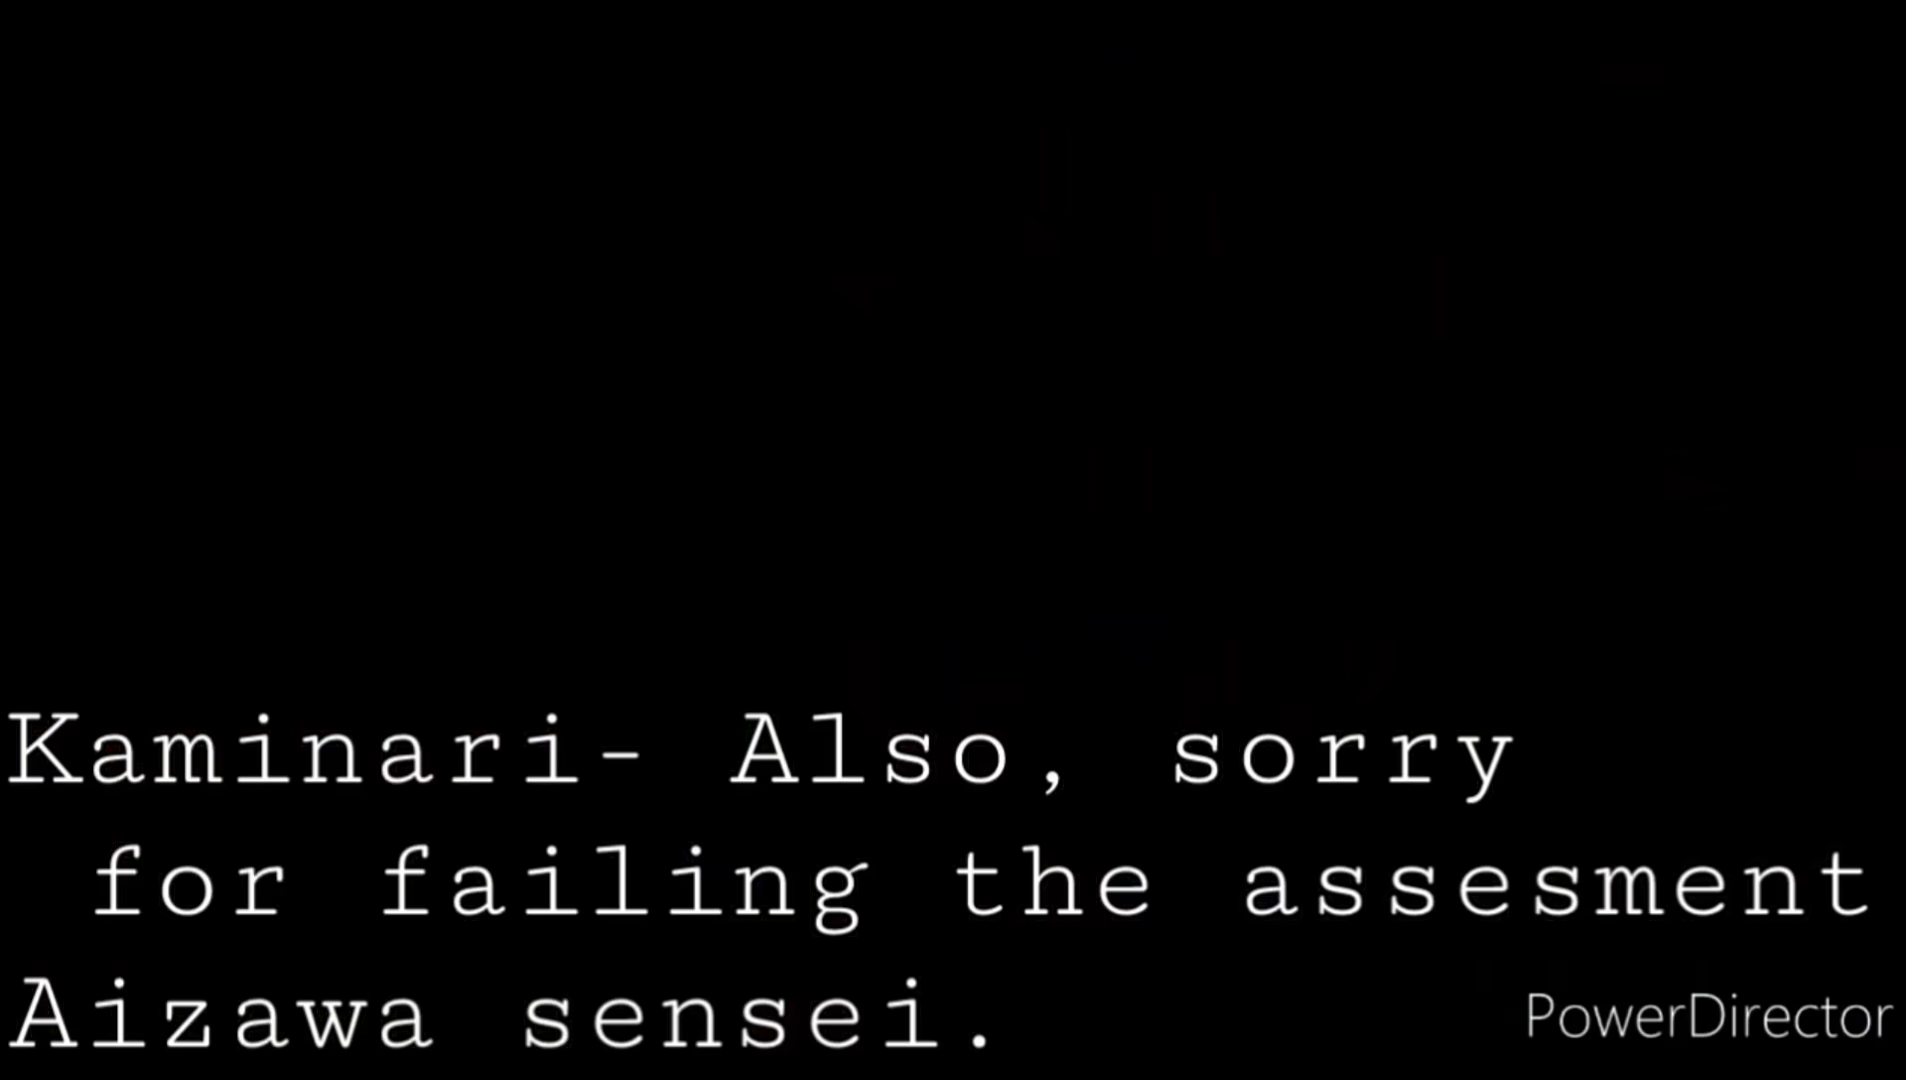 Kaminari- Also, sorry
for failing the assesment
Aizawa sensei.
PowerDirector